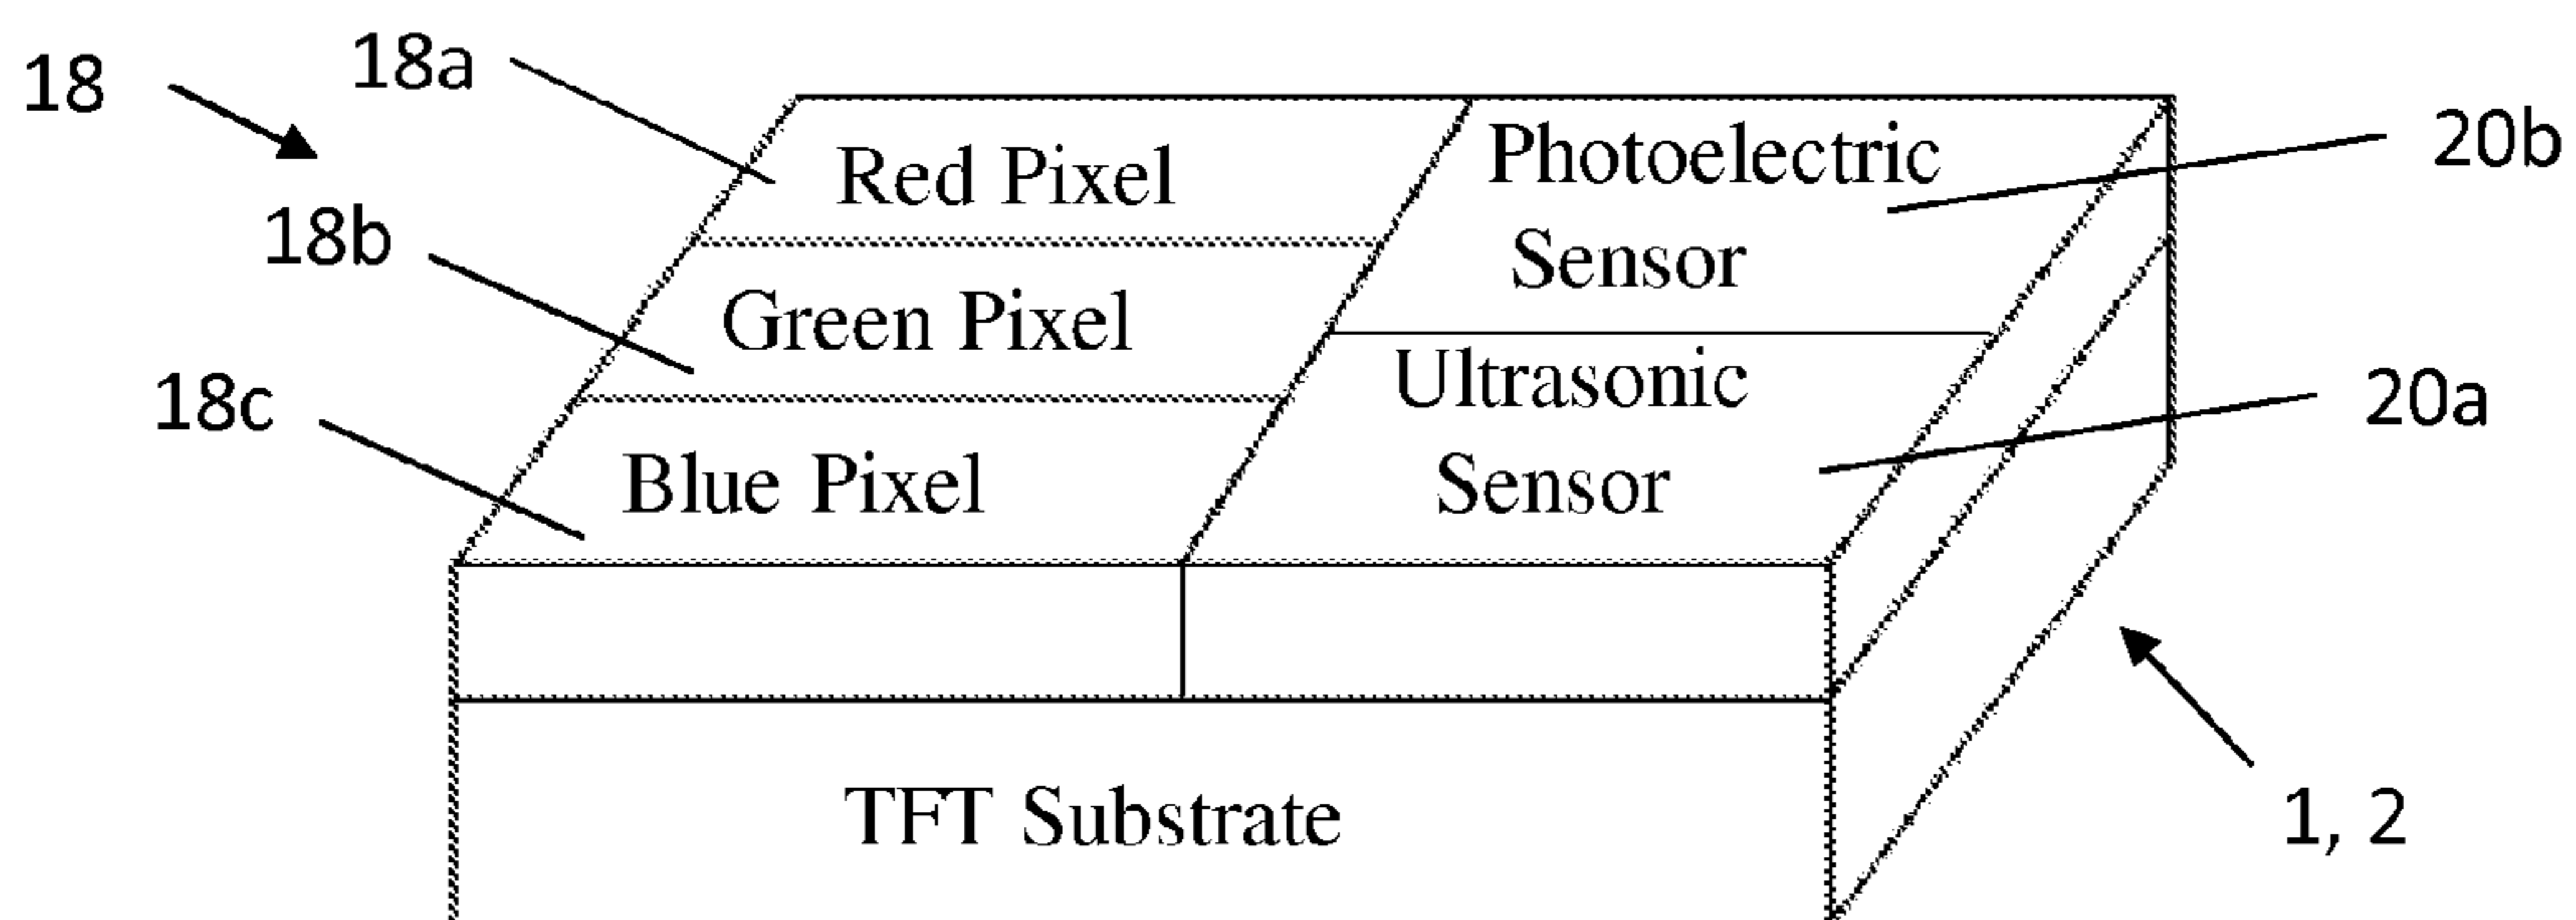 18
18a
Red Pixel
Photoelectric
Sensor
20b
18b
Green Pixel
18c
Blue Pixel
Ultrasonic
Sensor
20a
TFT Substrate
1, 2